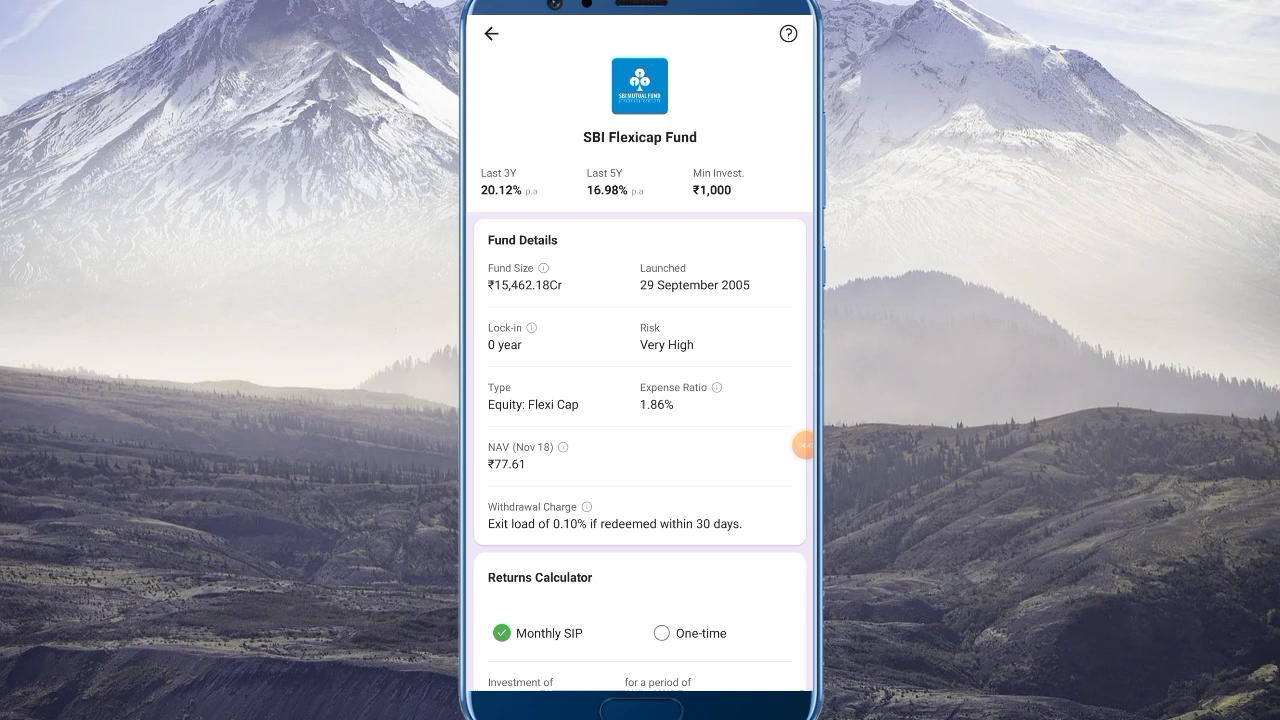 SBI MUTUAL FUND
SBI Flexicap Fund
Last 3Y Last 5Y Min Invest.
20.12% p.a 16.98% p.a ₹1,000
Fund Details
Fund Size Launched
₹15,462.18Cr 29 September 2005
Lock-in Risk
0 year Very High
Type Expense Ratio
Equity: Flexi Cap 1.86%
NAV (Nov 18)
₹77.61
Withdrawal Charge
Exit load of 0.10% if redeemed within 30 days.
Returns Calculator
Monthly SIP One-time
Investment of for a period of